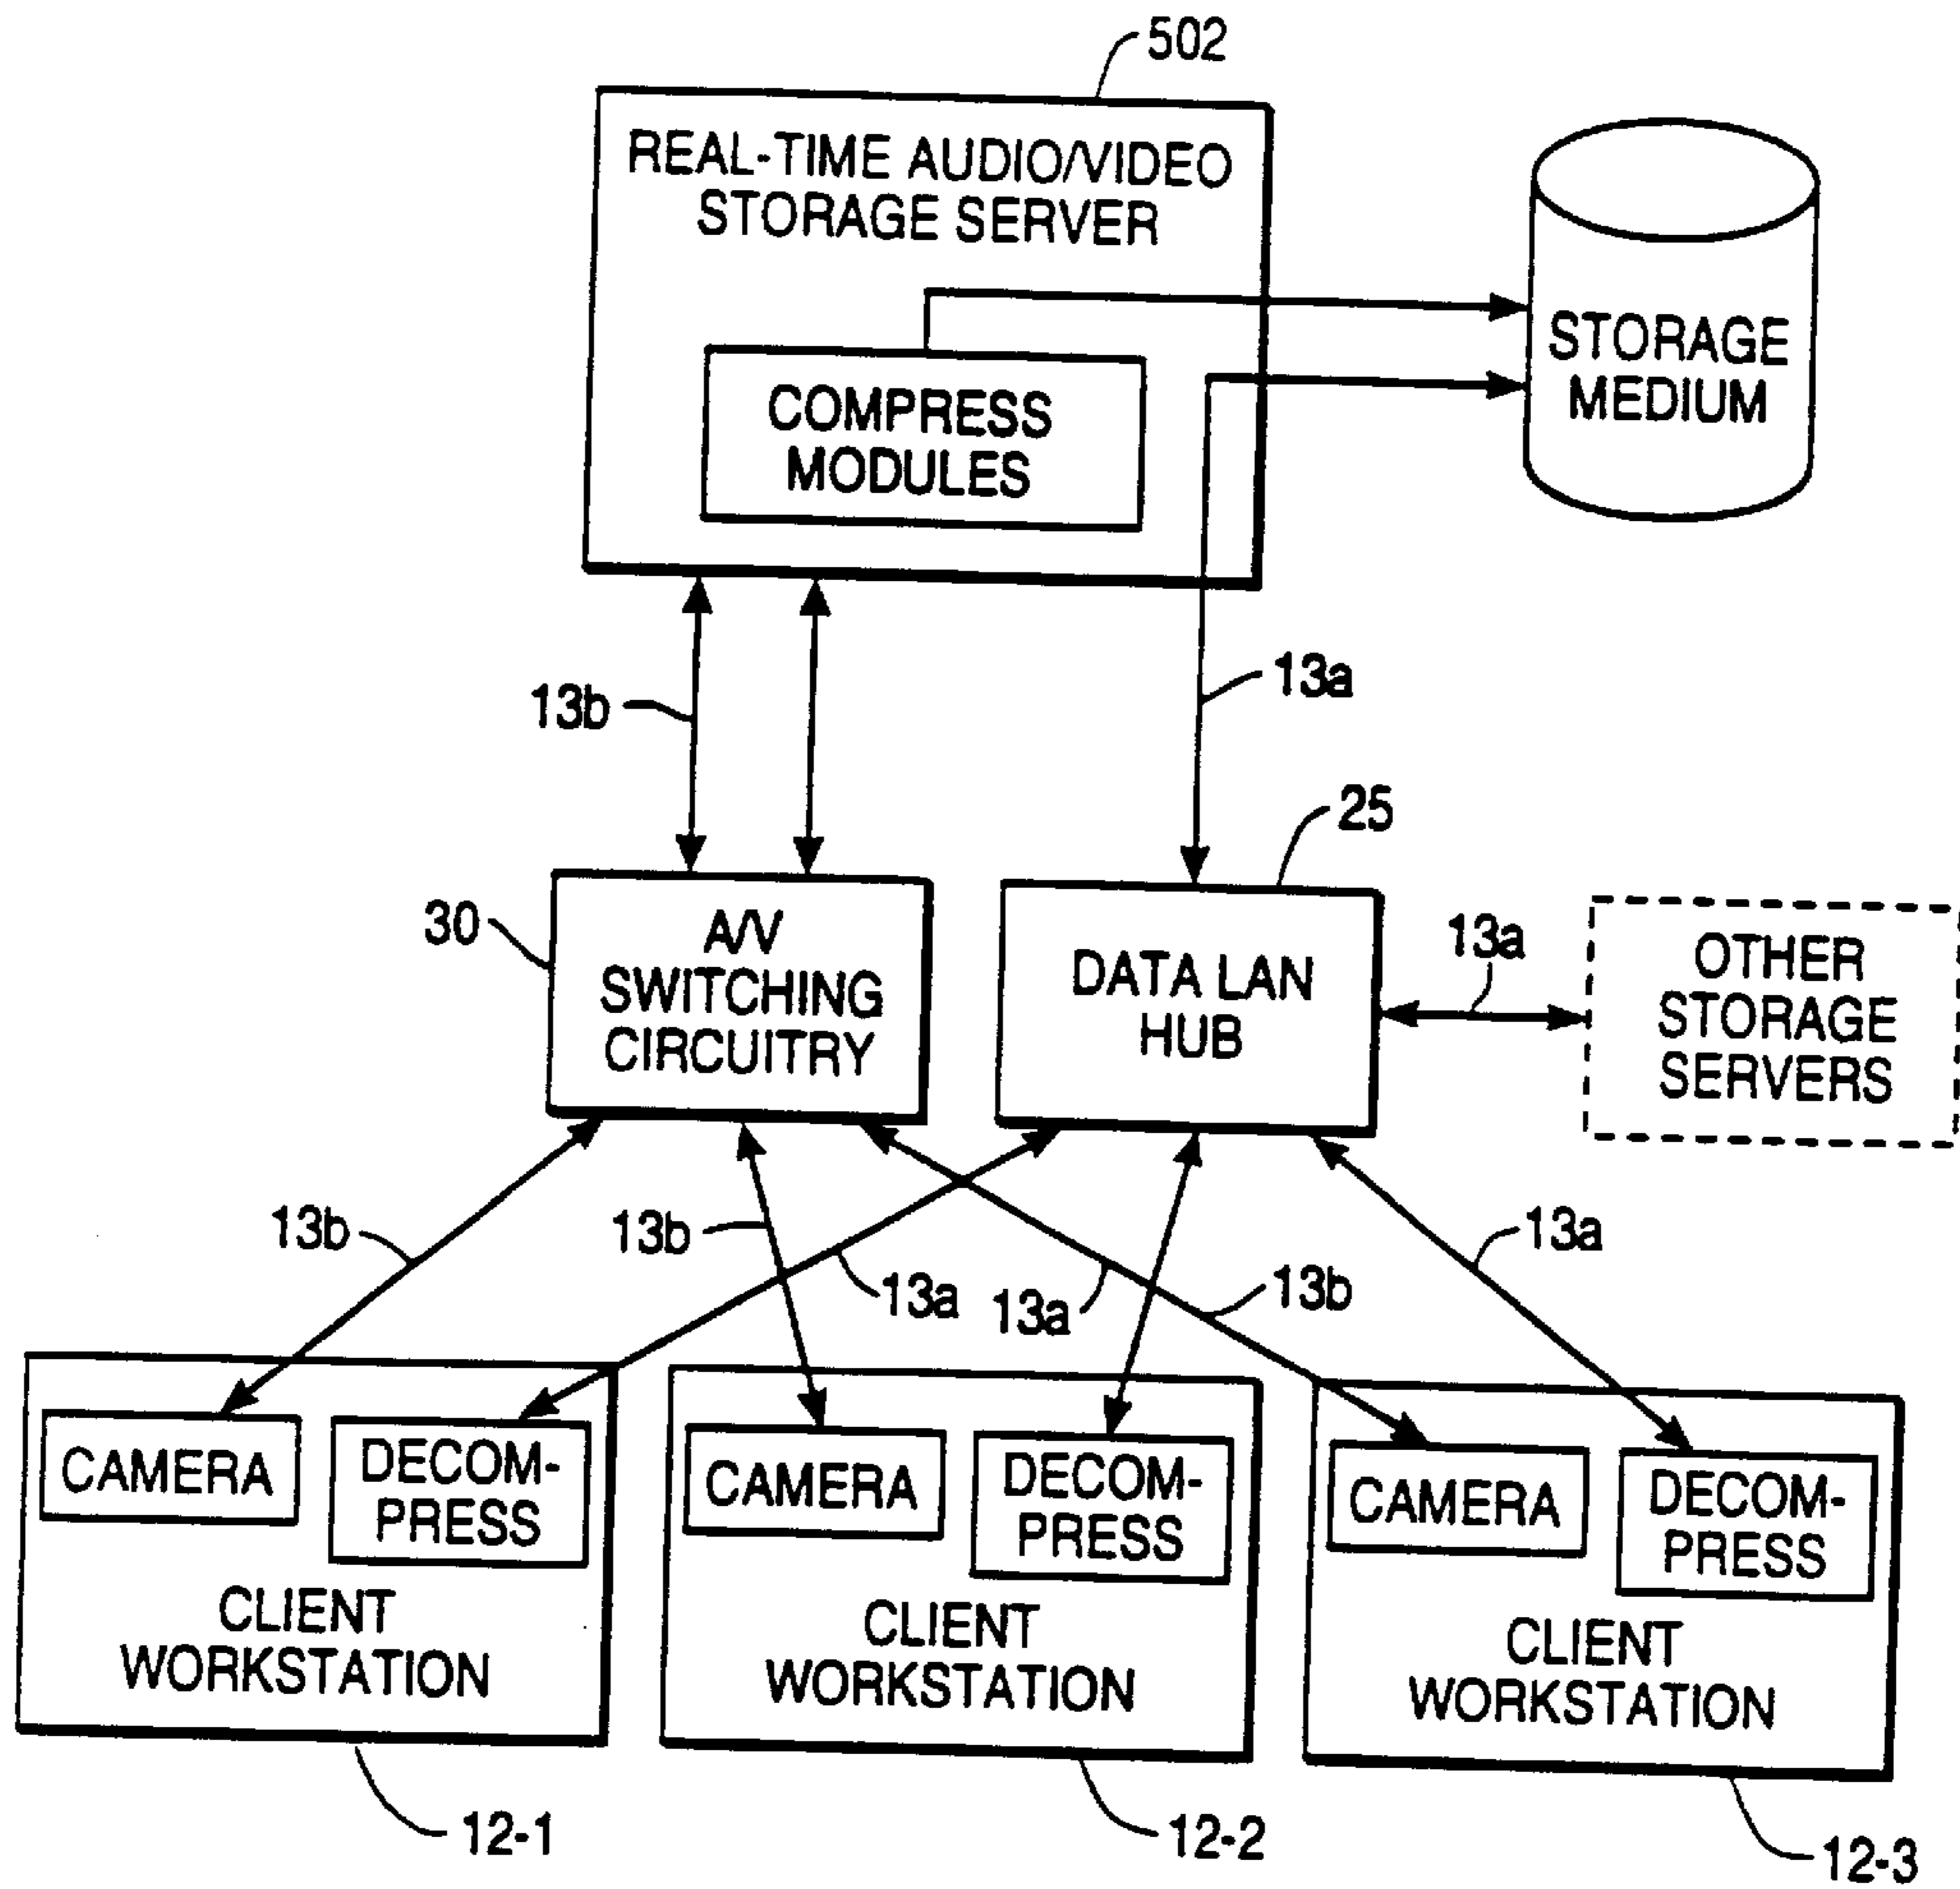 502
REAL-TIME AUDIO/VIDEO
STORAGE SERVER
COMPRESS
MODULES
STORAGE
MEDIUM
13b
13a
25
30
A/V
SWITCHING
CIRCUITRY
DATA LAN
HUB
13a
OTHER
STORAGE
SERVERS
13b
13b
13a
13a
13b
13a
CAMERA
DECOM-
PRESS
CLIENT
WORKSTATION
CAMERA
DECOM-
PRESS
CLIENT
WORKSTATION
CAMERA
DECOM-
PRESS
CLIENT
WORKSTATION
12-1
12-2
12-3